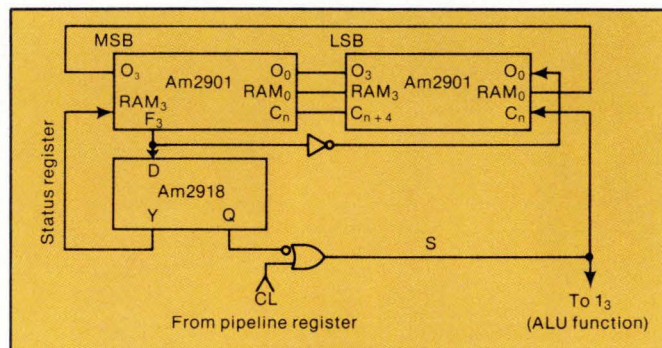 MSB
LSB
O3
Am2901
O0
RAM3
RAM0
F3
Cn
O3
Am2901
O0
RAM3
RAM0
Cn+4
Cn
Status register
D
Am2918
Y
Q
S
CL
From pipeline register
To 13
(ALU function)